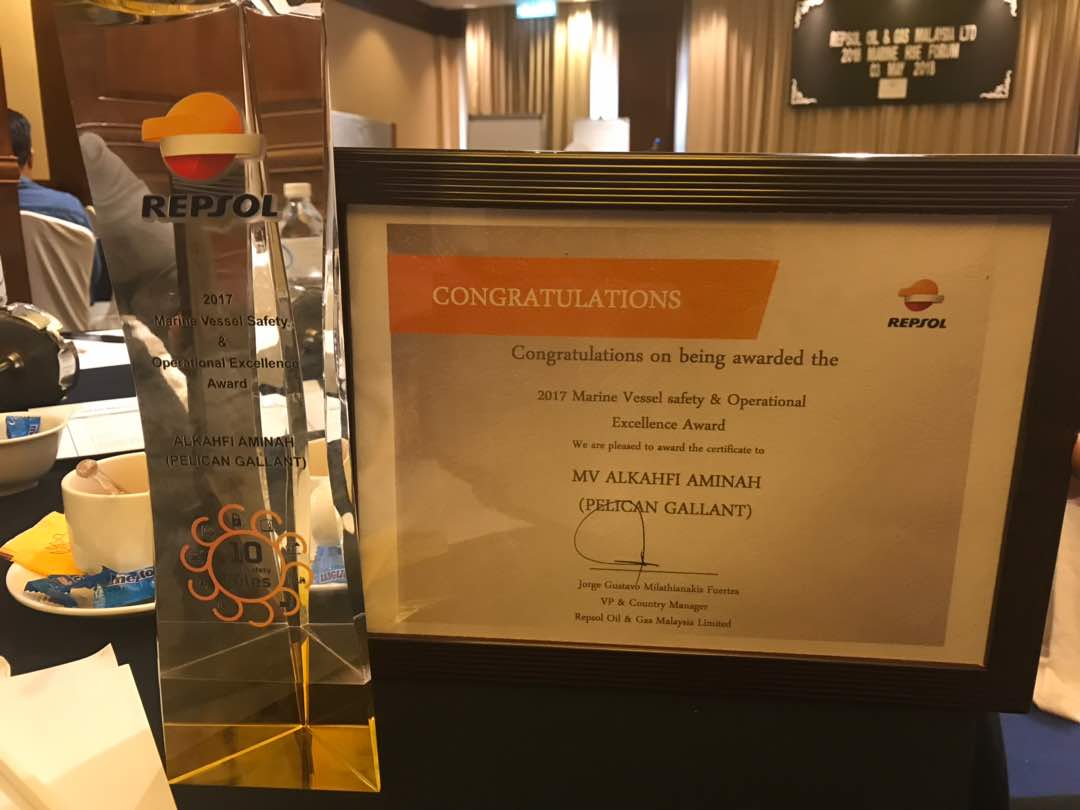 REPSOL OIL & GAS MALAYSIA LTD
2018 MARINE HSE FORUM
03 MAY 2018
REPSOL
2017
Marine Vessel Safety
&
Operational Excellence
Award
ALKAHFI AMINAH
(PELICAN GALLANT)
10
CONGRATULATIONS
REPSOL
Congratulations on being awarded the
2017 Marine Vessel safety & Operational
Excellence Award
We are pleased to award the certificate to
MV ALKAHFI AMINAH
(PELICAN GALLANT)
Jorge Gustavo Milathianakis Fuertes
VP & Country Manager
Repsol Oil & Gas Malaysia Limited